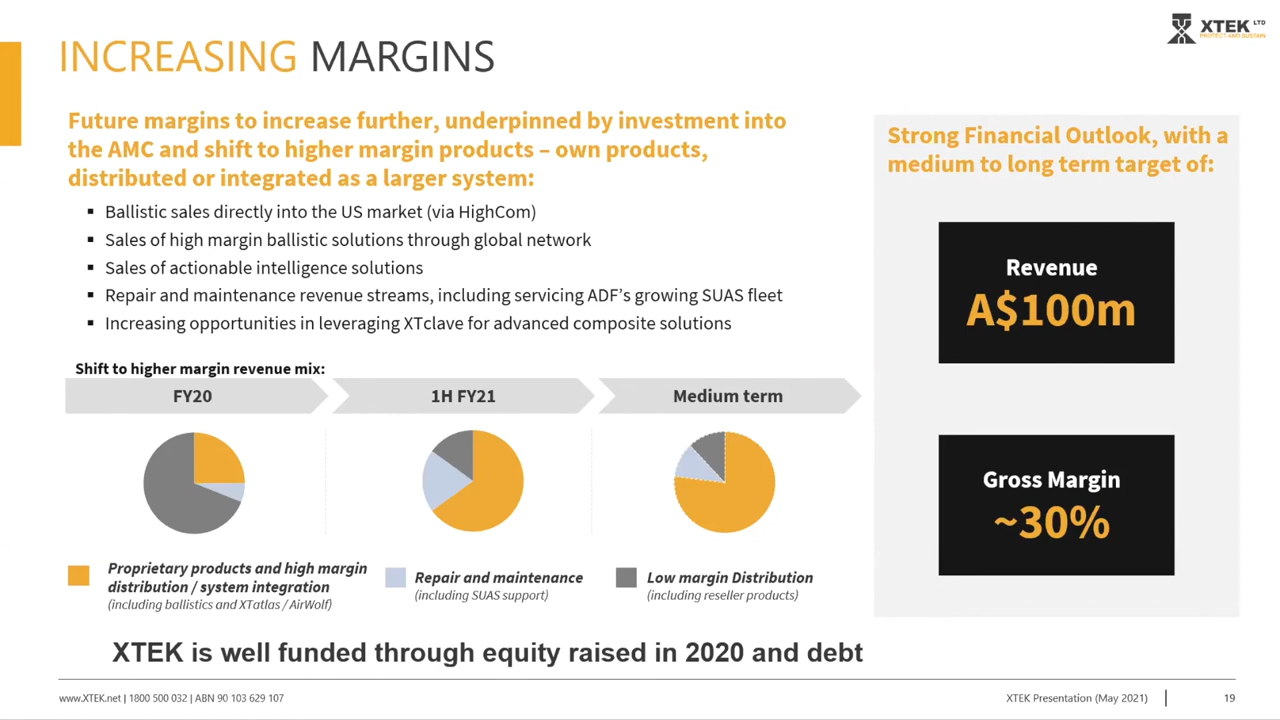 INCREASING MARGINS
XTEK LTD
PROTECT AND SUSTAIN
Future margins to increase further, underpinned by investment into
the AMC and shift to higher margin products – own products,
distributed or integrated as a larger system:
▪ Ballistic sales directly into the US market (via HighCom)
▪ Sales of high margin ballistic solutions through global network
▪ Sales of actionable intelligence solutions
▪ Repair and maintenance revenue streams, including servicing ADF’s growing SUAS fleet
▪ Increasing opportunities in leveraging XTclave for advanced composite solutions
Shift to higher margin revenue mix:
FY20
1H FY21
Medium term
Proprietary products and high margin
distribution / system integration
(including ballistics and XTatlas / AirWolf)
Repair and maintenance
(including SUAS support)
Low margin Distribution
(including reseller products)
Strong Financial Outlook, with a
medium to long term target of:
Revenue
A$100m
Gross Margin
~30%
XTEK is well funded through equity raised in 2020 and debt
www.XTEK.net | 1800 500 032 | ABN 90 103 629 107
XTEK Presentation (May 2021)
19